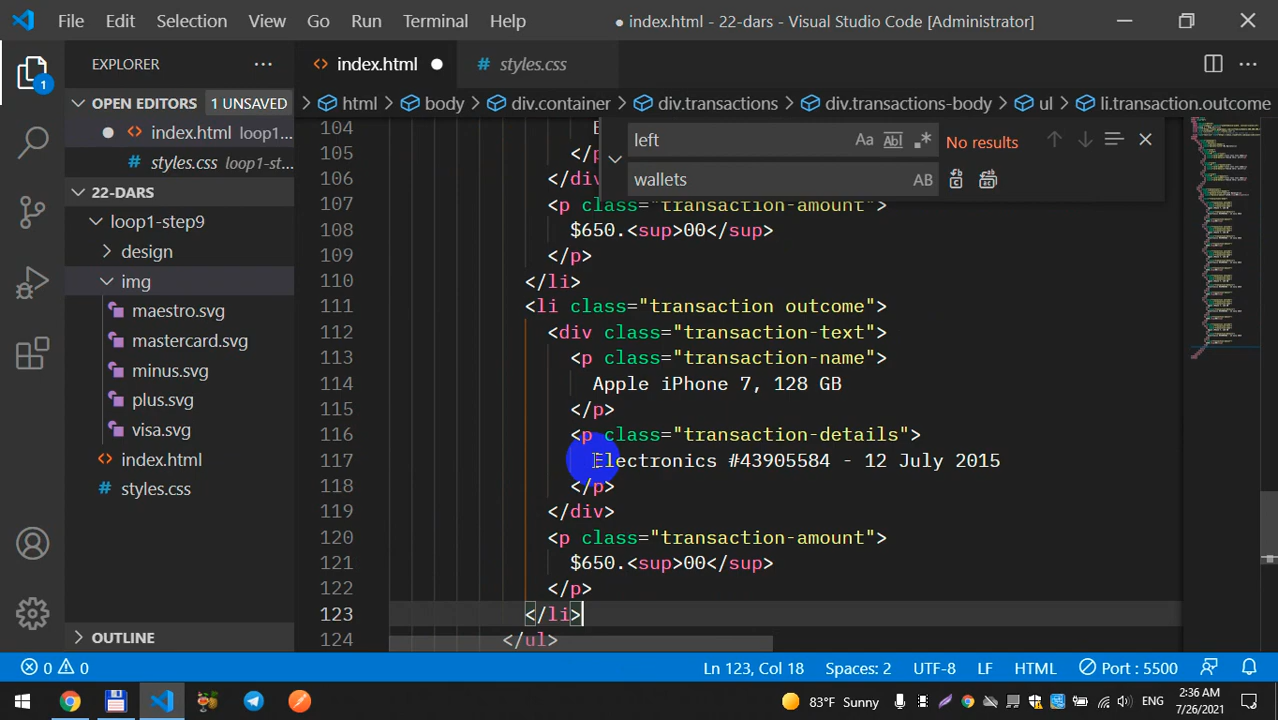 File Edit Selection View Go Run Terminal Help ● index.html - 22-dars - Visual Studio Code [Administrator]
EXPLORER ··· <> index.html ● # styles.css ···
OPEN EDITORS 1 UNSAVED
html > body > div.container > div.transactions > div.transactions-body > ul > li.transaction.outcome
● <> index.html loop1...
# styles.css loop1-st...
22-DARS
loop1-step9
design
img
maestro.svg
mastercard.svg
minus.svg
plus.svg
visa.svg
<> index.html
# styles.css
OUTLINE
1
left Aa ab .* No results
wallets AB
104 E
105 </p
106 </div
107 <p class="transaction-amount">
108 $650.<sup>00</sup>
109 </p>
110 </li>
111 <li class="transaction outcome">
112 <div class="transaction-text">
113 <p class="transaction-name">
114 Apple iPhone 7, 128 GB
115 </p>
116 <p class="transaction-details">
117 Electronics #43905584 - 12 July 2015
118 </p>
119 </div>
120 <p class="transaction-amount">
121 $650.<sup>00</sup>
122 </p>
123 </li>
124 </ul>
0 0 Ln 123, Col 18 Spaces: 2 UTF-8 LF HTML Port : 5500
83°F Sunny ENG 2:36 AM
7/26/2021